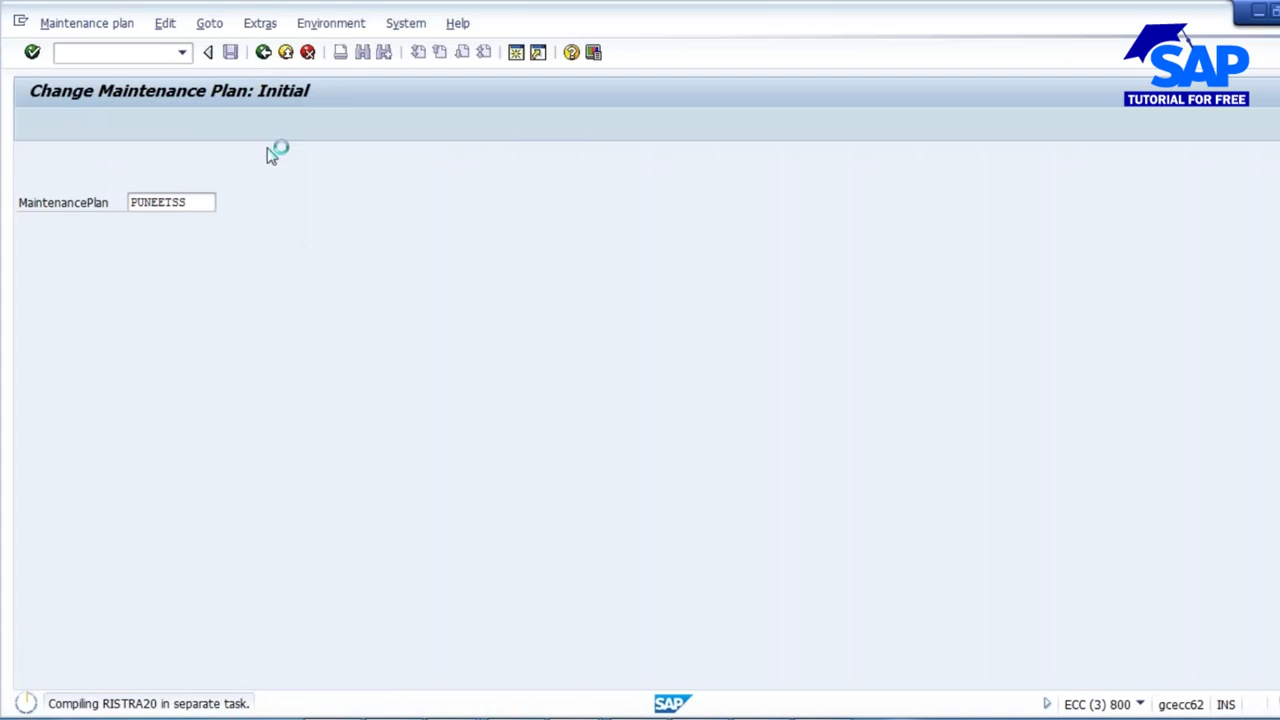 Maintenance plan Edit Goto Extras Environment System Help
SAP
TUTORIAL FOR FREE
Change Maintenance Plan: Initial
MaintenancePlan PUNEETSS
Compiling RISTRA20 in separate task.
SAP
ECC (3) 800 gcecc62 INS